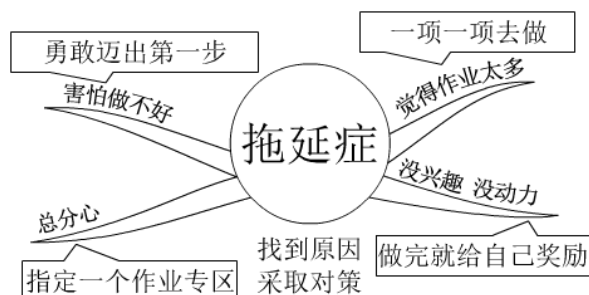 一项一项去做
勇敢迈出第一步
觉得作业太多
害怕做不好
拖延症
没兴趣 没动力
总分心
找到原因
采取对策
做完就给自己奖励
指定一个作业专区